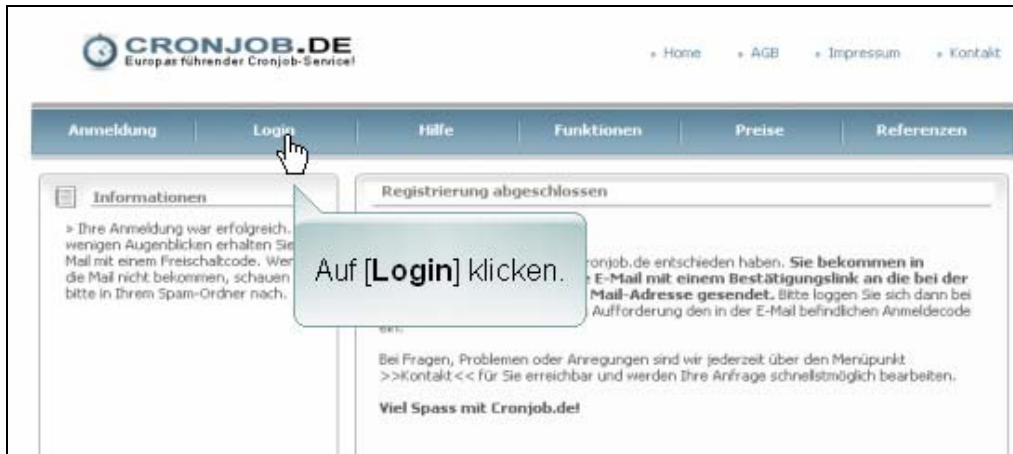 CRONJOB.DE
Europas führender Cronjob-Service!
Home AGB Impressum Kontakt
Anmeldung Login Hilfe Funktionen Preise Referenzen
Informationen
» Ihre Anmeldung war erfolgreich.
wenigen Augenblicken erhalten Sie
Mail mit einem Freischaltcode.
die Mail nicht bekommen, schauen
bitte in Ihrem Spam-Ordner nach.
Auf [Login] klicken.
Registrierung abgeschlossen
ronjob.de entschieden haben. Sie bekommen in
E-Mail mit einem Bestätigungslink an die bei der
Mail-Adresse gesendet. Bitte loggen Sie sich dann bei
Aufforderung den in der E-Mail befindlichen Anmeldecode
Bei Fragen, Problemen oder Anregungen sind wir jederzeit über den Menüpunkt
>>Kontakt<< für Sie erreichbar und werden Ihre Anfrage schnellstmöglich bearbeiten.
Viel Spass mit Cronjob.de!